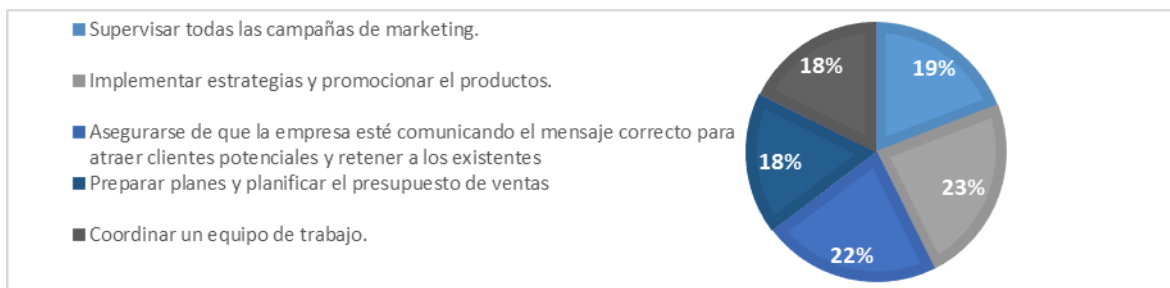 Supervisar todas las campañas de marketing.
Implementar estrategias y promocionar el productos.
Asegurarse de que la empresa esté comunicando el mensaje correcto para
atraer clientes potenciales y retener a los existentes
Preparar planes y planificar el presupuesto de ventas
Coordinar un equipo de trabajo.
18%
19%
18%
23%
22%